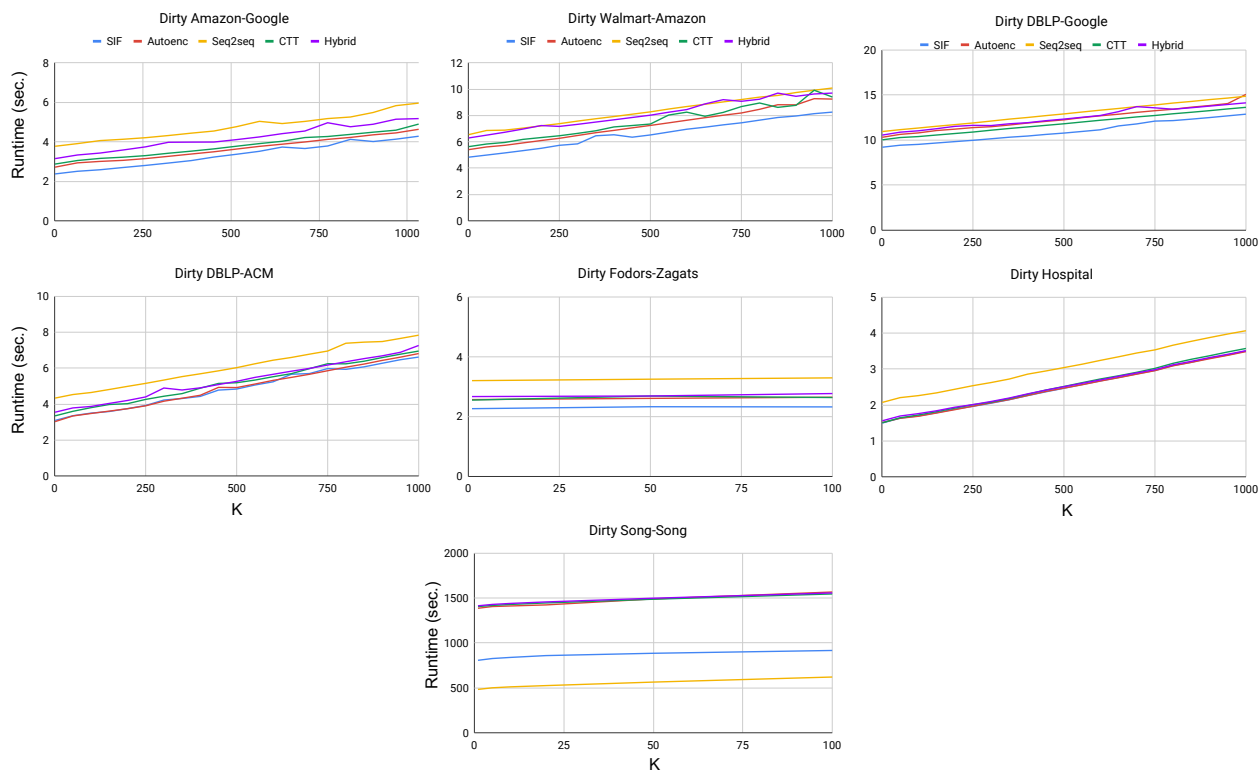 Dirty Amazon-Google
SIF Autoenc Seq2seq CTT Hybrid
Runtime (sec.)
8
6
4
2
0
0 250 500 750 1000
Dirty Walmart-Amazon
SIF Autoenc Seq2seq CTT Hybrid
12
10
8
6
4
2
0
0 250 500 750 1000
Dirty DBLP-Google
SIF Autoenc Seq2seq CTT Hybrid
20
15
10
5
0
0 250 500 750 1000
Dirty DBLP-ACM
Runtime (sec.)
10
8
6
4
2
0
0 250 500 750 1000
K
Dirty Fodors-Zagats
6
4
2
0
0 25 50 75 100
Dirty Hospital
5
4
3
2
1
0
0 250 500 750 1000
K
Dirty Song-Song
Runtime (sec.)
2000
1500
1000
500
0
0 25 50 75 100
K